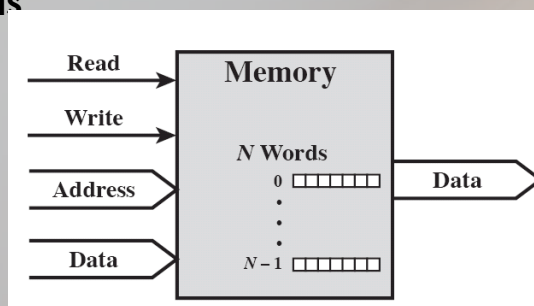 Read
Memory
Write
N Words
0
Address
Data
Data
N – 1